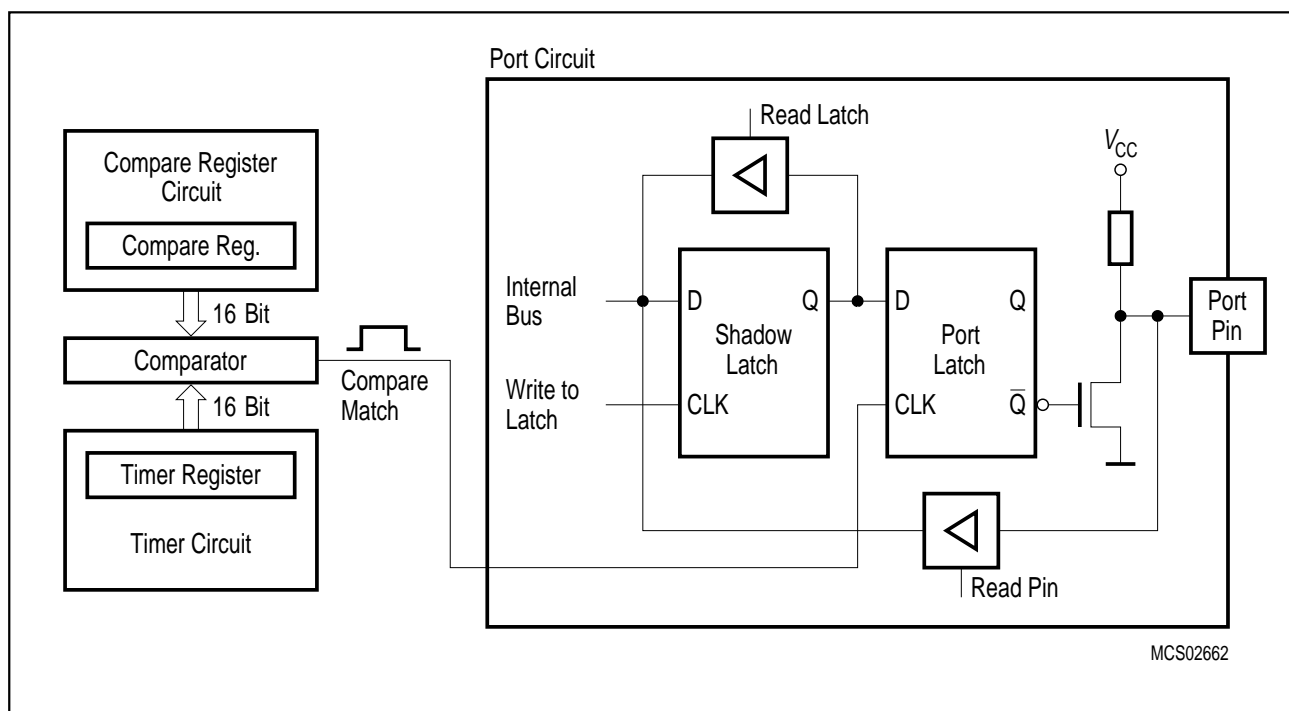 Port Circuit
Compare Register
Circuit
Compare Reg.
16 Bit
Comparator
16 Bit
Timer Register
Timer Circuit
Compare
Match
Read Latch
VCC
Internal
Bus
Write to
Latch
D
Q
Shadow
Latch
CLK
D
Q
Port
Latch
CLK
Q̅
Port
Pin
Read Pin
MCS02662